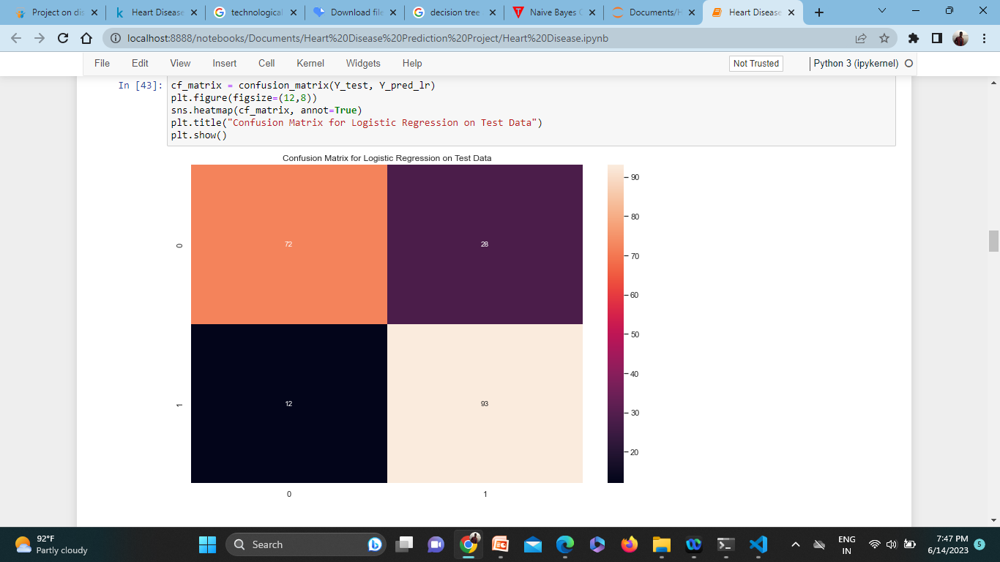 Project on dis
Heart Disease
technological
Download file
decision tree
Naive Bayes C
Documents/H
Heart Disease
localhost:8888/notebooks/Documents/Heart%20Disease%20Prediction%20Project/Heart%20Disease.ipynb
File Edit View Insert Cell Kernel Widgets Help
Not Trusted
Python 3 (ipykernel)
In [43]: cf_matrix = confusion_matrix(Y_test, Y_pred_lr)
plt.figure(figsize=(12,8))
sns.heatmap(cf_matrix, annot=True)
plt.title("Confusion Matrix for Logistic Regression on Test Data")
plt.show()
Confusion Matrix for Logistic Regression on Test Data
0
72
28
1
12
93
0
1
90
80
70
60
50
40
30
20
92°F
Partly cloudy
Search
ENG
IN
7:47 PM
6/14/2023
5